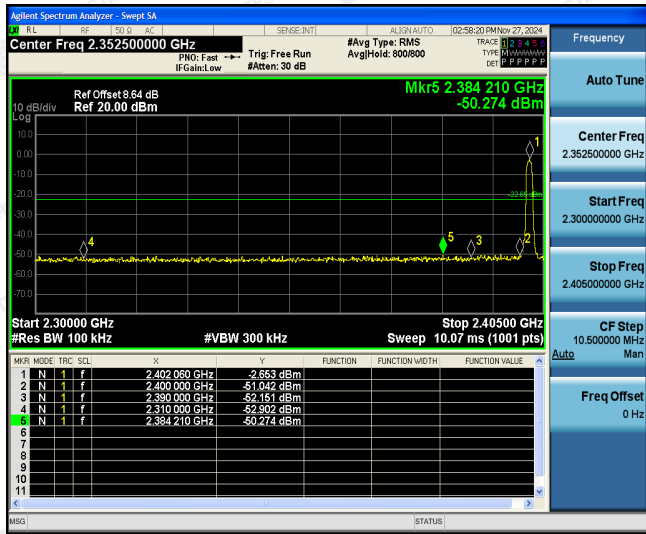 Agilent Spectrum Analyzer - Swept SA
LXI RL RF 50 Ω AC SENSE:INT ALIGN AUTO 02:58:20 PM Nov 27, 2024
Center Freq 2.352500000 GHz
PNO: Fast
IFGain:Low
Trig: Free Run
#Atten: 30 dB
#Avg Type: RMS
Avg|Hold: 800/800
TRACE 1 2 3 4 5 6
TYPE M W W W W W
DET P P P P P P
Ref Offset 8.64 dB
Mkr5 2.384 210 GHz
10 dB/div Ref 20.00 dBm
-50.274 dBm
Log
10.0
0.00
-10.0
-20.0
-30.0
-40.0
-50.0
-60.0
-70.0
-22.65 dBm
1
2
3
4
5
Start 2.30000 GHz Stop 2.40500 GHz
#Res BW 100 kHz #VBW 300 kHz Sweep 10.07 ms (1001 pts)
MKR MODE TRC SCL X Y FUNCTION FUNCTION WIDTH FUNCTION VALUE
1 N 1 f 2.402 060 GHz -2.653 dBm
2 N 1 f 2.400 000 GHz -51.042 dBm
3 N 1 f 2.390 000 GHz -52.151 dBm
4 N 1 f 2.310 000 GHz -52.902 dBm
5 N 1 f 2.384 210 GHz -50.274 dBm
6
7
8
9
10
11
MSG STATUS
Frequency
Auto Tune
Center Freq
2.352500000 GHz
Start Freq
2.300000000 GHz
Stop Freq
2.405000000 GHz
CF Step
10.500000 MHz
Auto Man
Freq Offset
0 Hz